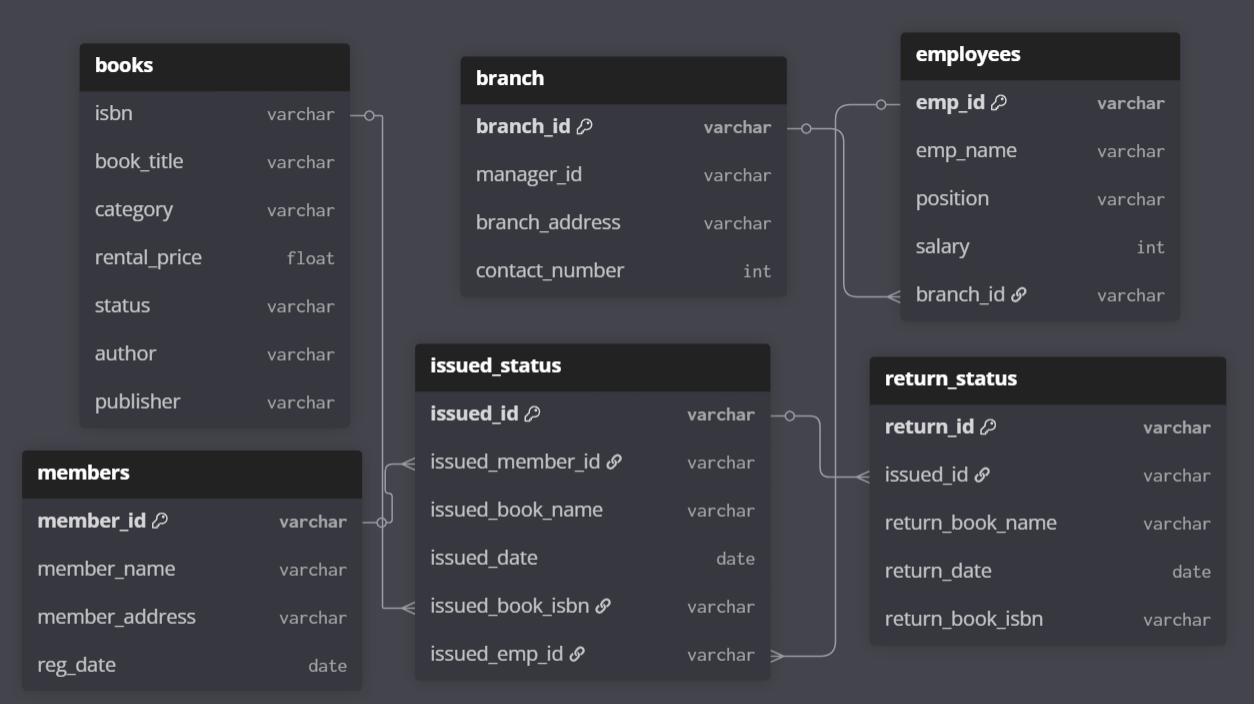 books
isbn varchar
book_title varchar
category varchar
rental_price float
status varchar
author varchar
publisher varchar
branch
branch_id varchar
manager_id varchar
branch_address varchar
contact_number int
employees
emp_id varchar
emp_name varchar
position varchar
salary int
branch_id varchar
members
member_id varchar
member_name varchar
member_address varchar
reg_date date
issued_status
issued_id varchar
issued_member_id varchar
issued_book_name varchar
issued_date date
issued_book_isbn varchar
issued_emp_id varchar
return_status
return_id varchar
issued_id varchar
return_book_name varchar
return_date date
return_book_isbn varchar